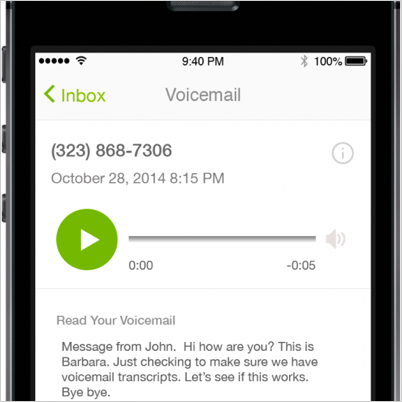 9:40 PM 100%
Inbox Voicemail
(323) 868-7306
October 28, 2014 8:15 PM
0:00 -0:05
Read Your Voicemail
Message from John.  Hi how are you? This is
Barbara. Just checking to make sure we have
voicemail transcripts. Let's see if this works.
Bye bye.